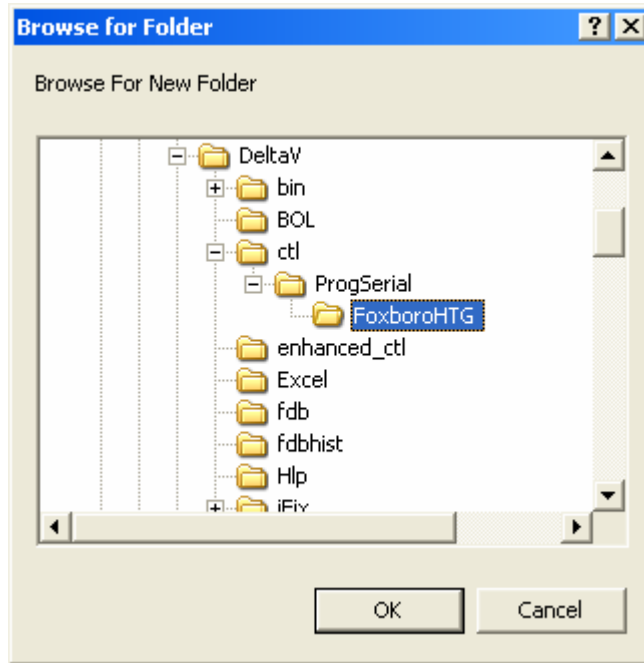 Browse for Folder
Browse For New Folder
DeltaV
bin
BOL
ctl
ProgSerial
FoxboroHTG
enhanced_ctl
Excel
fdb
fdbhist
Hlp
iFix
OK
Cancel